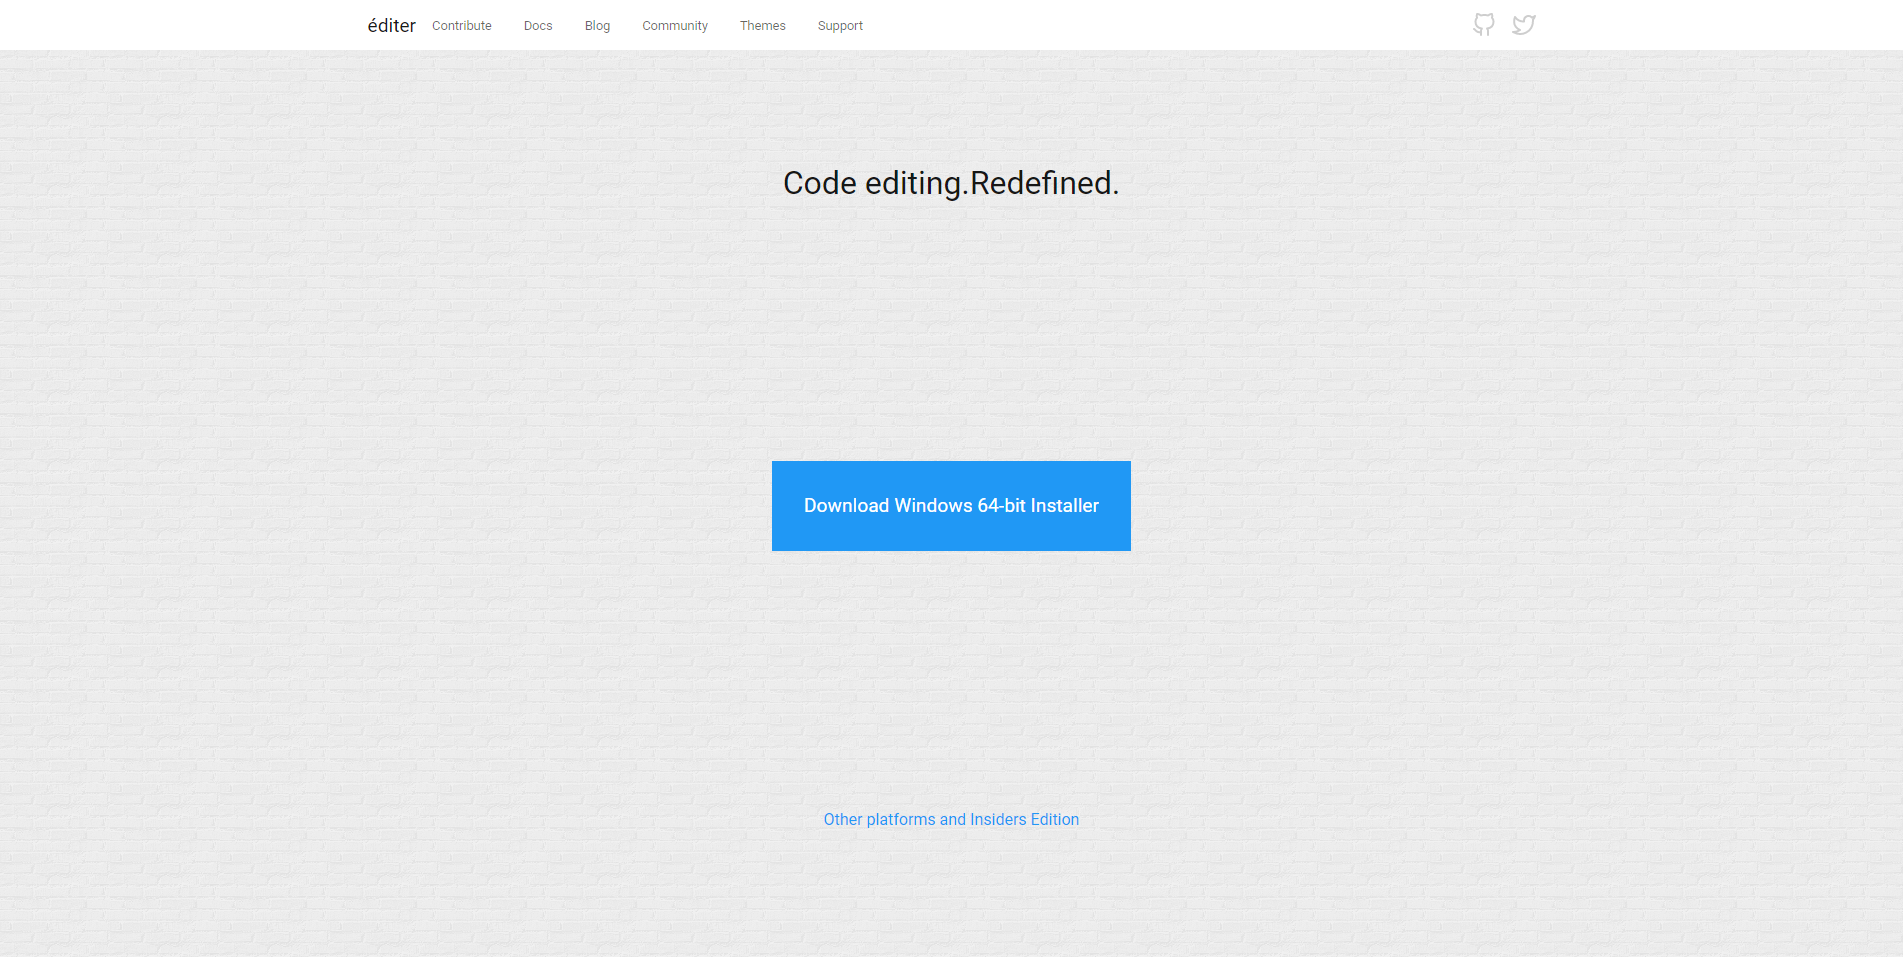 éditer Contribute Docs Blog Community Themes Support
Code editing.Redefined.
Download Windows 64-bit Installer
Other platforms and Insiders Edition